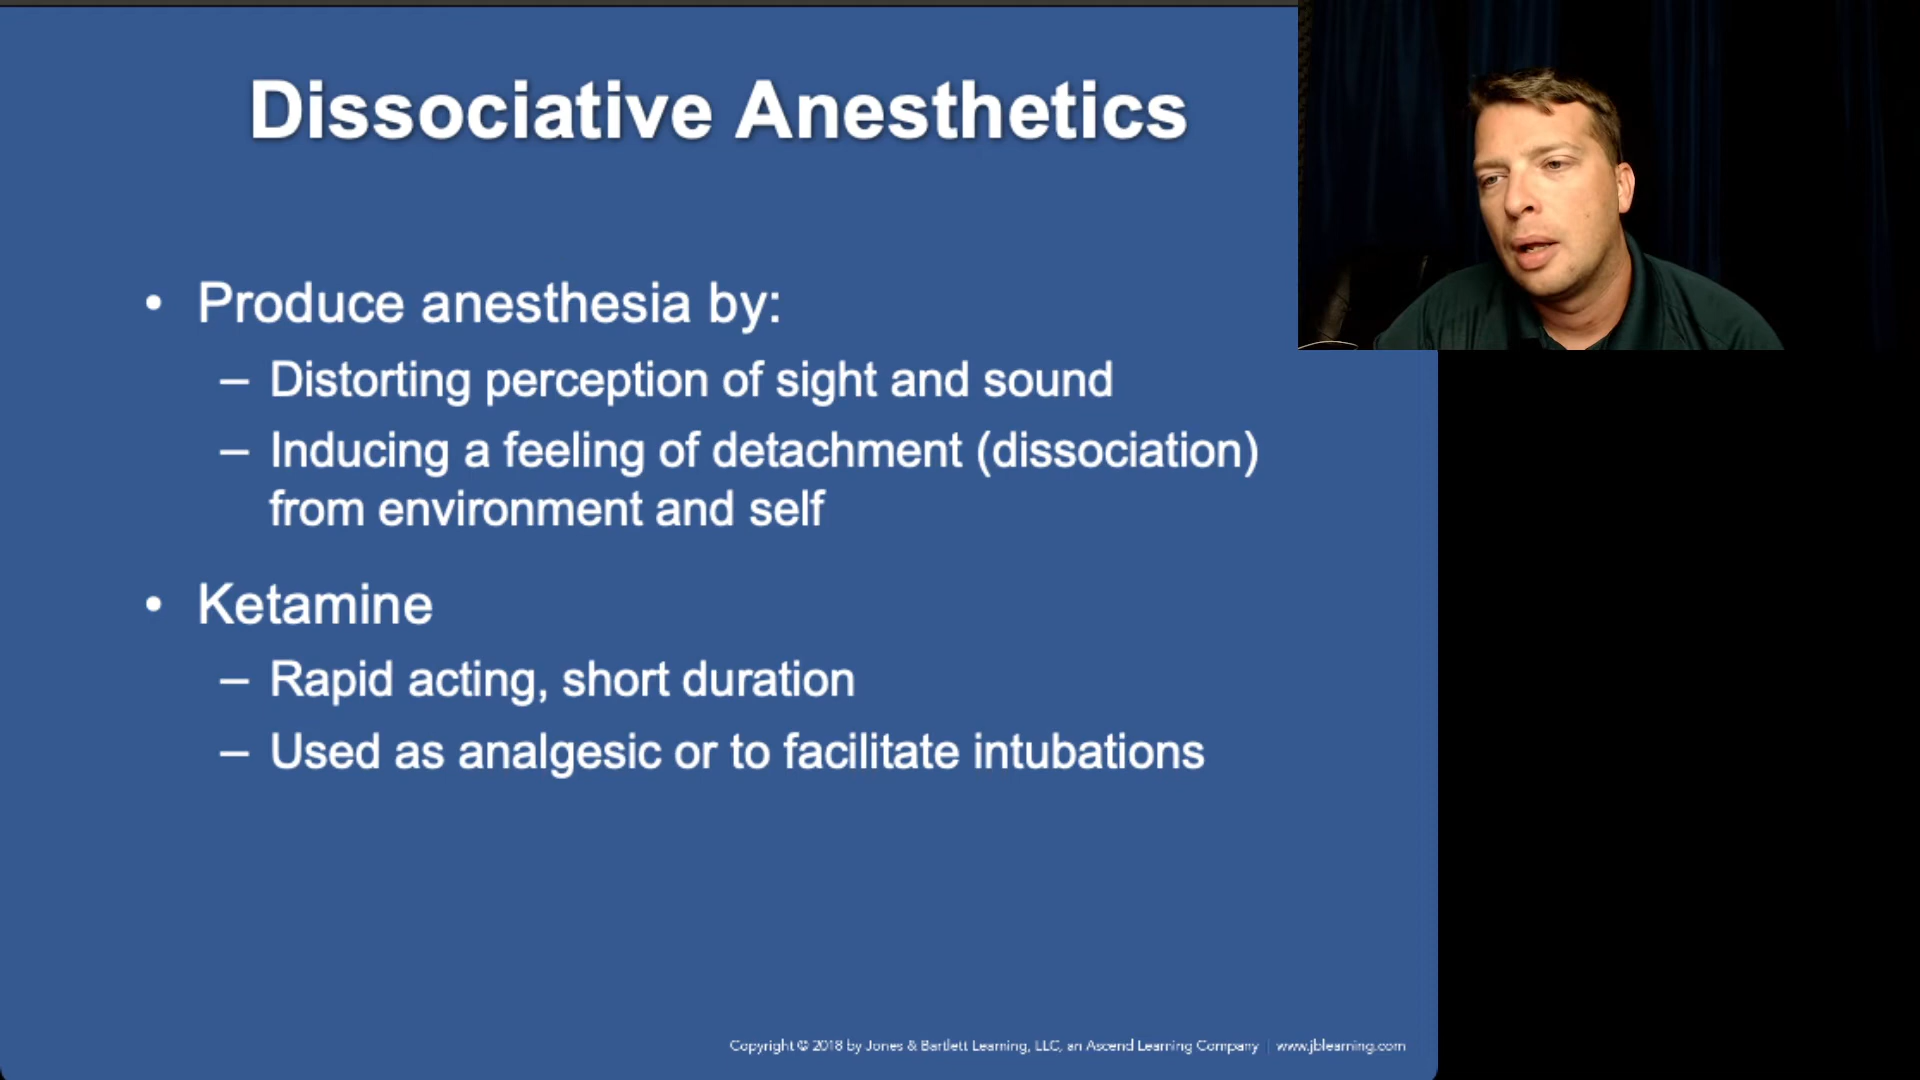 Dissociative Anesthetics
• Produce anesthesia by:
– Distorting perception of sight and sound
– Inducing a feeling of detachment (dissociation)
from environment and self
• Ketamine
– Rapid acting, short duration
– Used as analgesic or to facilitate intubations
Copyright © 2018 by Jones & Bartlett Learning, LLC, an Ascend Learning Company | www.jblearning.com